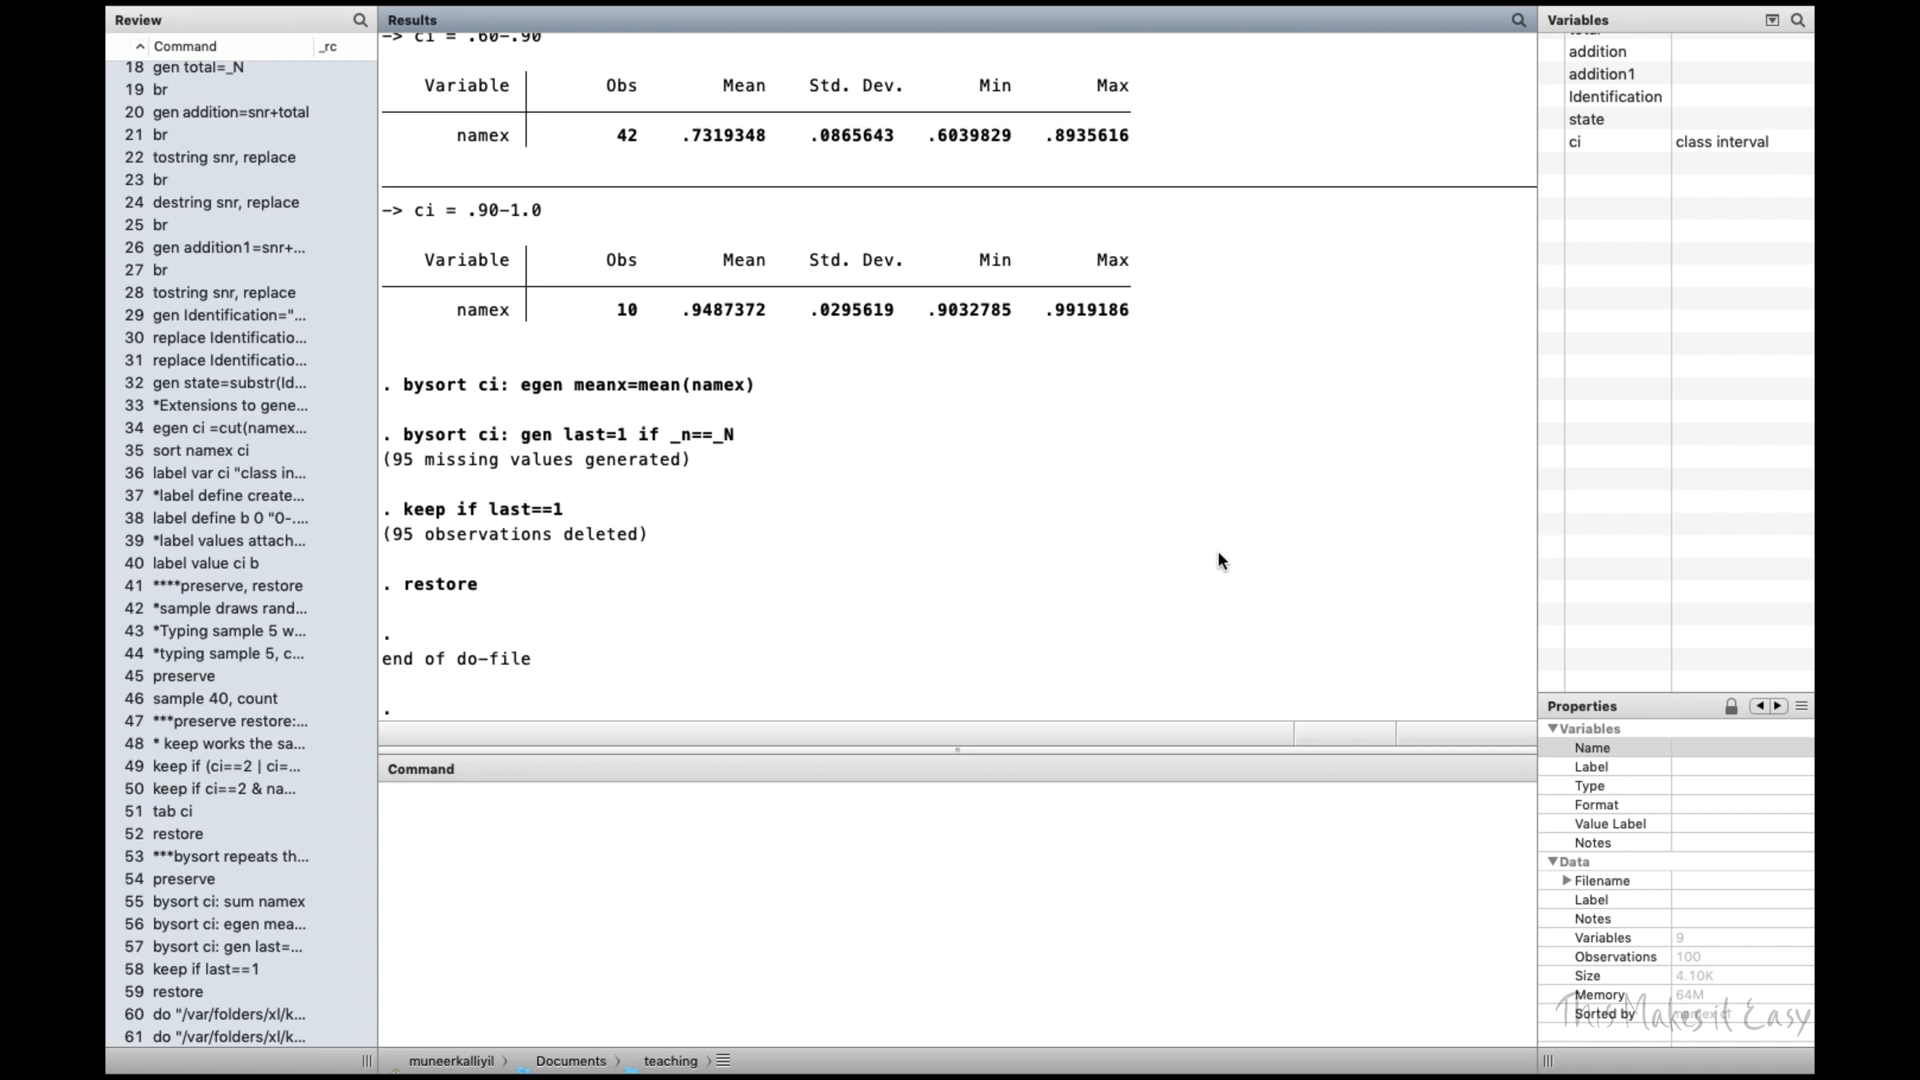 Review
Command _rc
18 gen total=_N
19 br
20 gen addition=snr+total
21 br
22 tostring snr, replace
23 br
24 destring snr, replace
25 br
26 gen addition1=snr+...
27 br
28 tostring snr, replace
29 gen Identification="...
30 replace Identificatio...
31 replace Identificatio...
32 gen state=substr(Id...
33 *Extensions to gene...
34 egen ci =cut(namex...
35 sort namex ci
36 label var ci "class in...
37 *label define create...
38 label define b 0 "0-....
39 *label values attach...
40 label value ci b
41 ****preserve, restore
42 *sample draws rand...
43 *Typing sample 5 w...
44 *typing sample 5, c...
45 preserve
46 sample 40, count
47 ***preserve restore:...
48 * keep works the sa...
49 keep if (ci==2 | ci=...
50 keep if ci==2 & na...
51 tab ci
52 restore
53 ***bysort repeats th...
54 preserve
55 bysort ci: sum namex
56 bysort ci: egen mea...
57 bysort ci: gen last=...
58 keep if last==1
59 restore
60 do "/var/folders/xl/k...
61 do "/var/folders/xl/k...
Results
-> ci = .60-.90
Variable Obs Mean Std. Dev. Min Max
namex 42 .7319348 .0865643 .6039829 .8935616
-> ci = .90-1.0
Variable Obs Mean Std. Dev. Min Max
namex 10 .9487372 .0295619 .9032785 .9919186
. bysort ci: egen meanx=mean(namex)
. bysort ci: gen last=1 if _n==_N
(95 missing values generated)
. keep if last==1
(95 observations deleted)
. restore
.
end of do-file
.
Command
muneerkalliyil Documents teaching
Variables
total
addition
addition1
Identification
state
ci class interval
Properties
Variables
Name
Label
Type
Format
Value Label
Notes
Data
Filename
Label
Notes
Variables 9
Observations 100
Size 4.10K
Memory 64M
Sorted by namex ci
This Makes it Easy